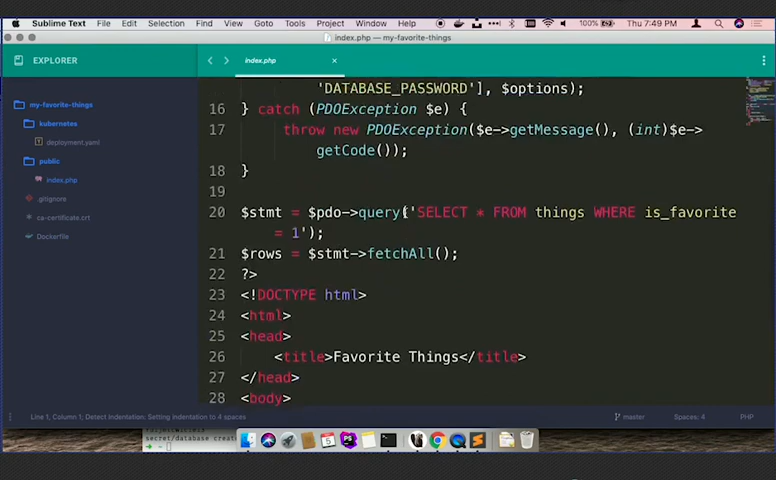 Sublime Text File Edit Selection Find View Goto Tools Project Window Help 100% Thu 7:49 PM
index.php — my-favorite-things
EXPLORER
index.php ×
my-favorite-things
kubernetes
deployment.yaml
public
index.php
.gitignore
ca-certificate.crt
Dockerfile
'DATABASE_PASSWORD'], $options);
16 } catch (PDOException $e) {
17 throw new PDOException($e->getMessage(), (int)$e->
getCode());
18 }
19
20 $stmt = $pdo->query('SELECT * FROM things WHERE is_favorite
= 1');
21 $rows = $stmt->fetchAll();
22 ?>
23 <!DOCTYPE html>
24 <html>
25 <head>
26 <title>Favorite Things</title>
27 </head>
28 <body>
Line 1, Column 1; Detect Indentation: Setting indentation to 4 spaces master Spaces: 4 PHP
secret/database create